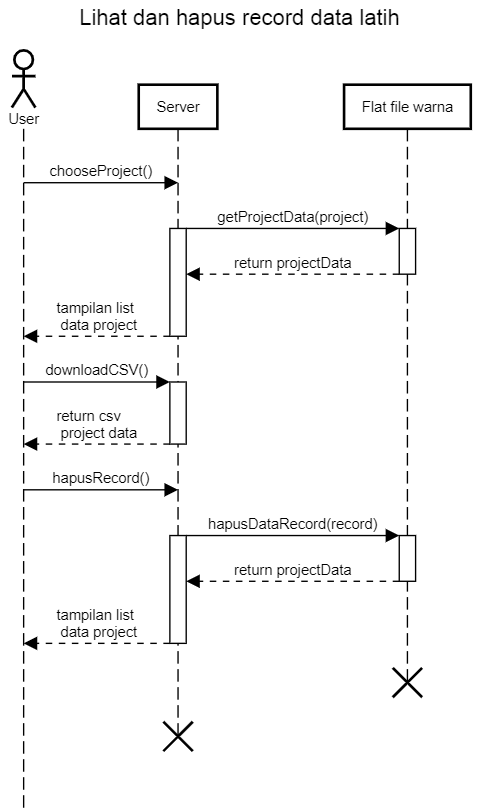 Lihat dan hapus record data latih
User
Server
Flat file warna
chooseProject()
getProjectData(project)
return projectData
tampilan list
data project
downloadCSV()
return csv
project data
hapusRecord()
hapusDataRecord(record)
return projectData
tampilan list
data project